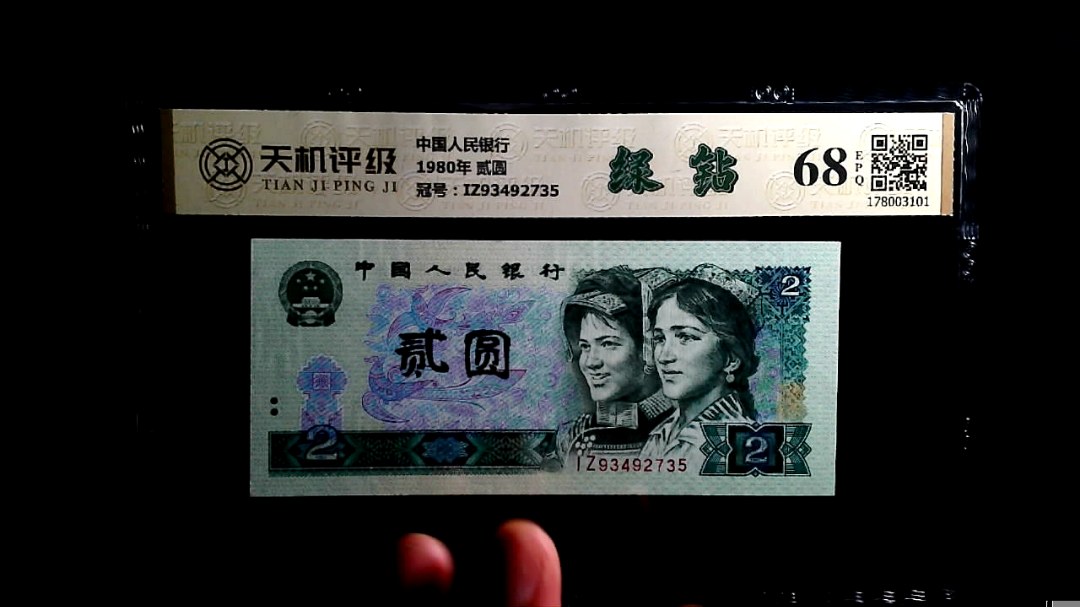 天机评级
TIAN JI PING JI
中国人民银行
1980年 贰圆
冠号：IZ93492735
绿 钻
68
EPQ
178003101
中国人民银行
2
贰圆
2
IZ93492735
2